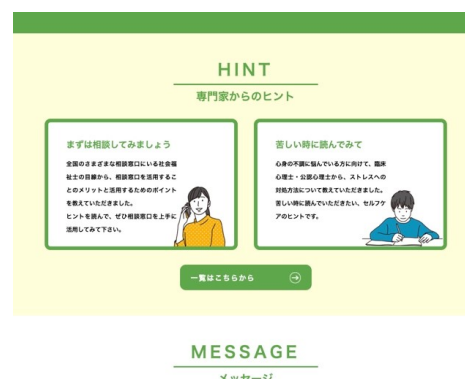 HINT
専門家からのヒント
まずは相談してみましょう
全国のさまざまな相談窓口にいる社会福
祉士の目線から、相談窓口を活用するこ
とのメリットと活用するためのポイント
を教えていただきました。
ヒントを読んで、ぜひ相談窓口を上手に
活用してみて下さい。
苦しい時に読んでみて
心身の不調に悩んでいる方に向けて、臨床
心理士・公認心理士から、ストレスへの
対処方法について教えていただきました。
苦しい時に読んでいただきたい、セルフケ
アのヒントです。
一覧はこちらから
MESSAGE
メッセージ